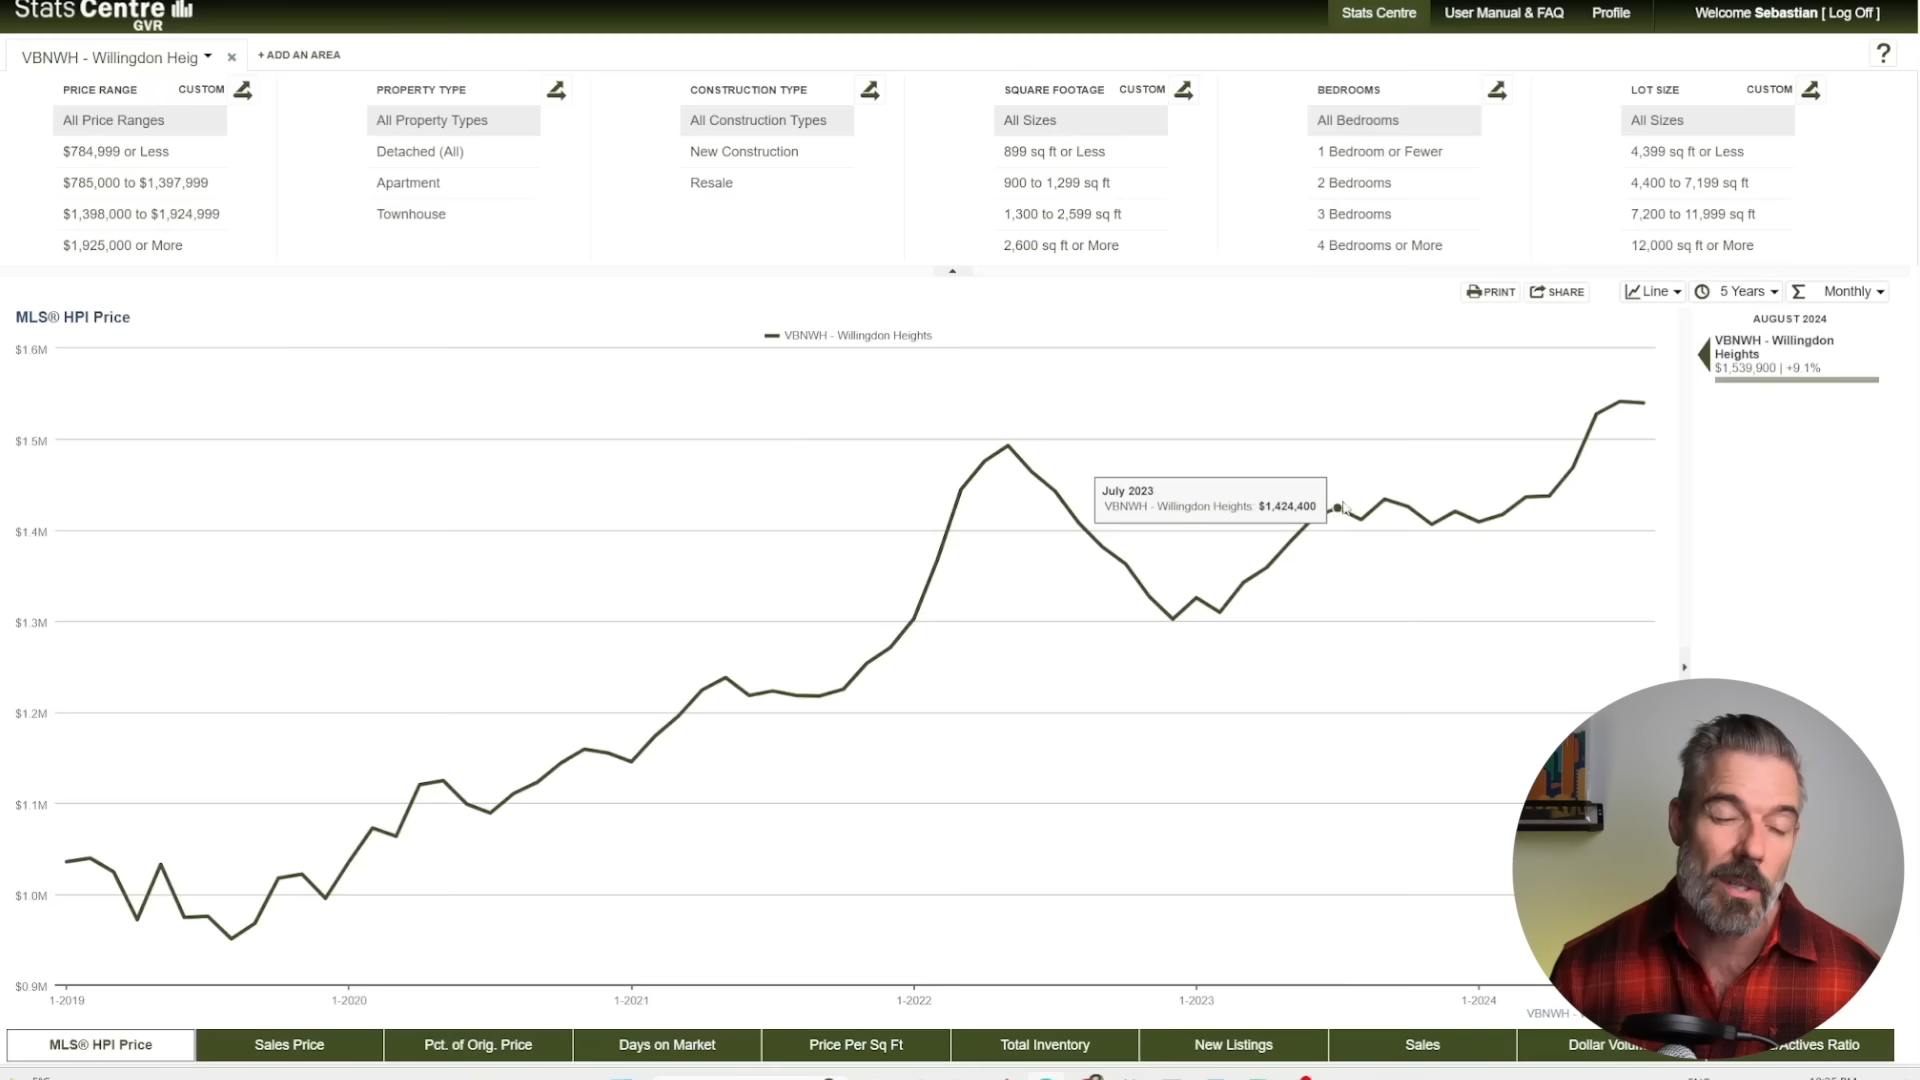 Stats Centre
GVR
Stats Centre
User Manual & FAQ
Profile
Welcome Sebastian [ Log Off ]
VBNWH - Willingdon Heig
×
+ ADD AN AREA
?
PRICE RANGE CUSTOM
All Price Ranges
$784,999 or Less
$785,000 to $1,397,999
$1,398,000 to $1,924,999
$1,925,000 or More
PROPERTY TYPE
All Property Types
Detached (All)
Apartment
Townhouse
CONSTRUCTION TYPE
All Construction Types
New Construction
Resale
SQUARE FOOTAGE CUSTOM
All Sizes
899 sq ft or Less
900 to 1,299 sq ft
1,300 to 2,599 sq ft
2,600 sq ft or More
BEDROOMS
All Bedrooms
1 Bedroom or Fewer
2 Bedrooms
3 Bedrooms
4 Bedrooms or More
LOT SIZE CUSTOM
All Sizes
4,399 sq ft or Less
4,400 to 7,199 sq ft
7,200 to 11,999 sq ft
12,000 sq ft or More
PRINT
SHARE
Line
5 Years
Σ Monthly
MLS® HPI Price
VBNWH - Willingdon Heights
AUGUST 2024
VBNWH - Willingdon
Heights
$1,539,900 | +9.1%
$1.6M
$1.5M
July 2023
VBNWH - Willingdon Heights: $1,424,400
$1.4M
$1.3M
$1.2M
$1.1M
$1.0M
$0.9M
1-2019
1-2020
1-2021
1-2022
1-2023
1-2024
VBNWH -
MLS® HPI Price
Sales Price
Pct. of Orig. Price
Days on Market
Price Per Sq Ft
Total Inventory
New Listings
Sales
Dollar
Actives Ratio